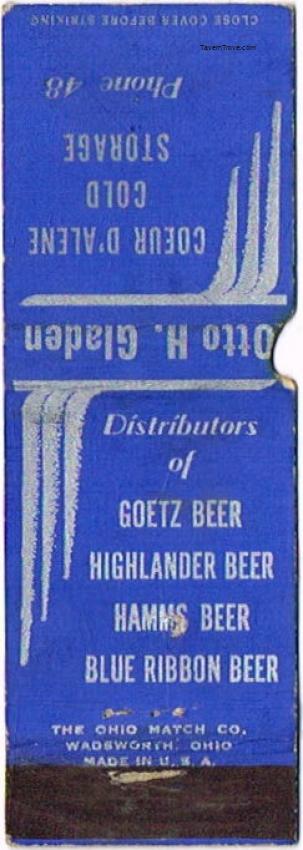 CLOSE COVER BEFORE STRIKING
TavernTrove.com
Phone 48
STORAGE
COLD
COEUR D'ALENE
Otto H. Gladen
Distributors
of
GOETZ BEER
HIGHLANDER BEER
HAMMS BEER
BLUE RIBBON BEER
THE OHIO MATCH CO.
WADSWORTH, OHIO
MADE IN U.S.A.